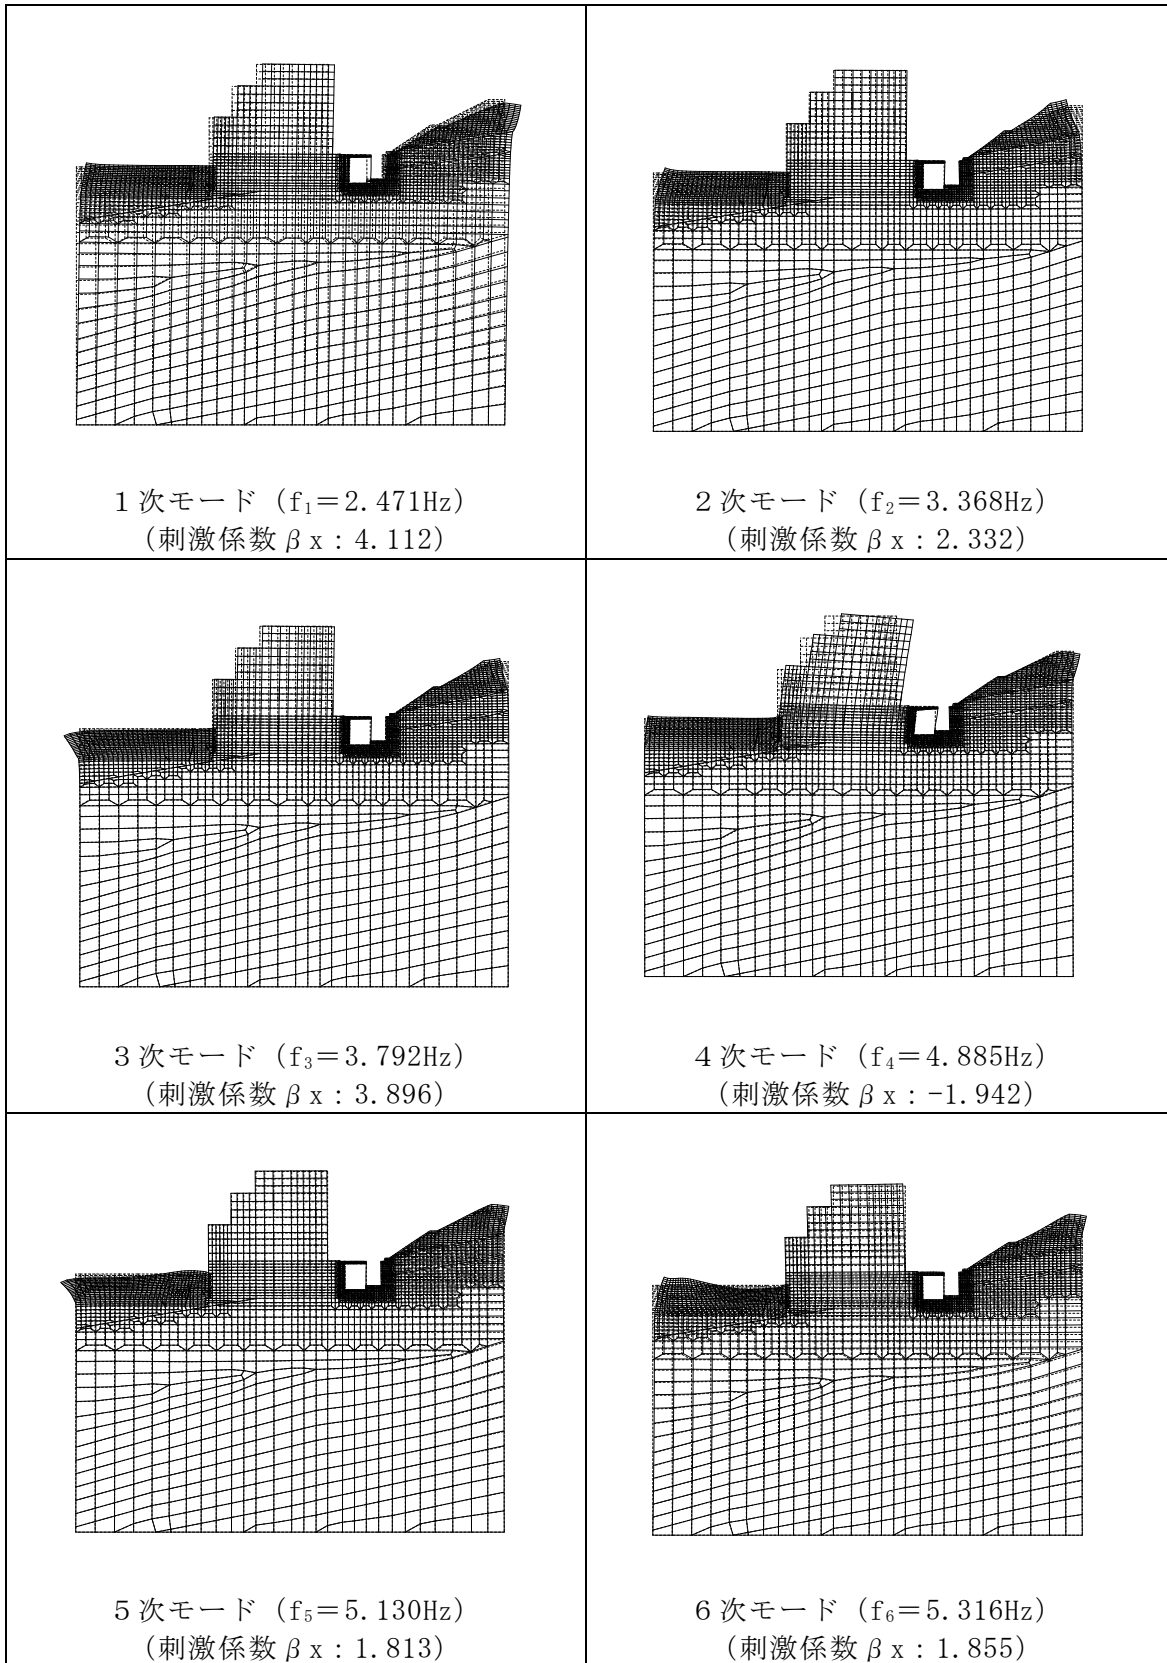 1次モード（f₁＝2.471Hz）
（刺激係数βx：4.112）
2次モード（f₂＝3.368Hz）
（刺激係数βx：2.332）
3次モード（f₃＝3.792Hz）
（刺激係数βx：3.896）
4次モード（f₄＝4.885Hz）
（刺激係数βx：-1.942）
5次モード（f₅＝5.130Hz）
（刺激係数βx：1.813）
6次モード（f₆＝5.316Hz）
（刺激係数βx：1.855）